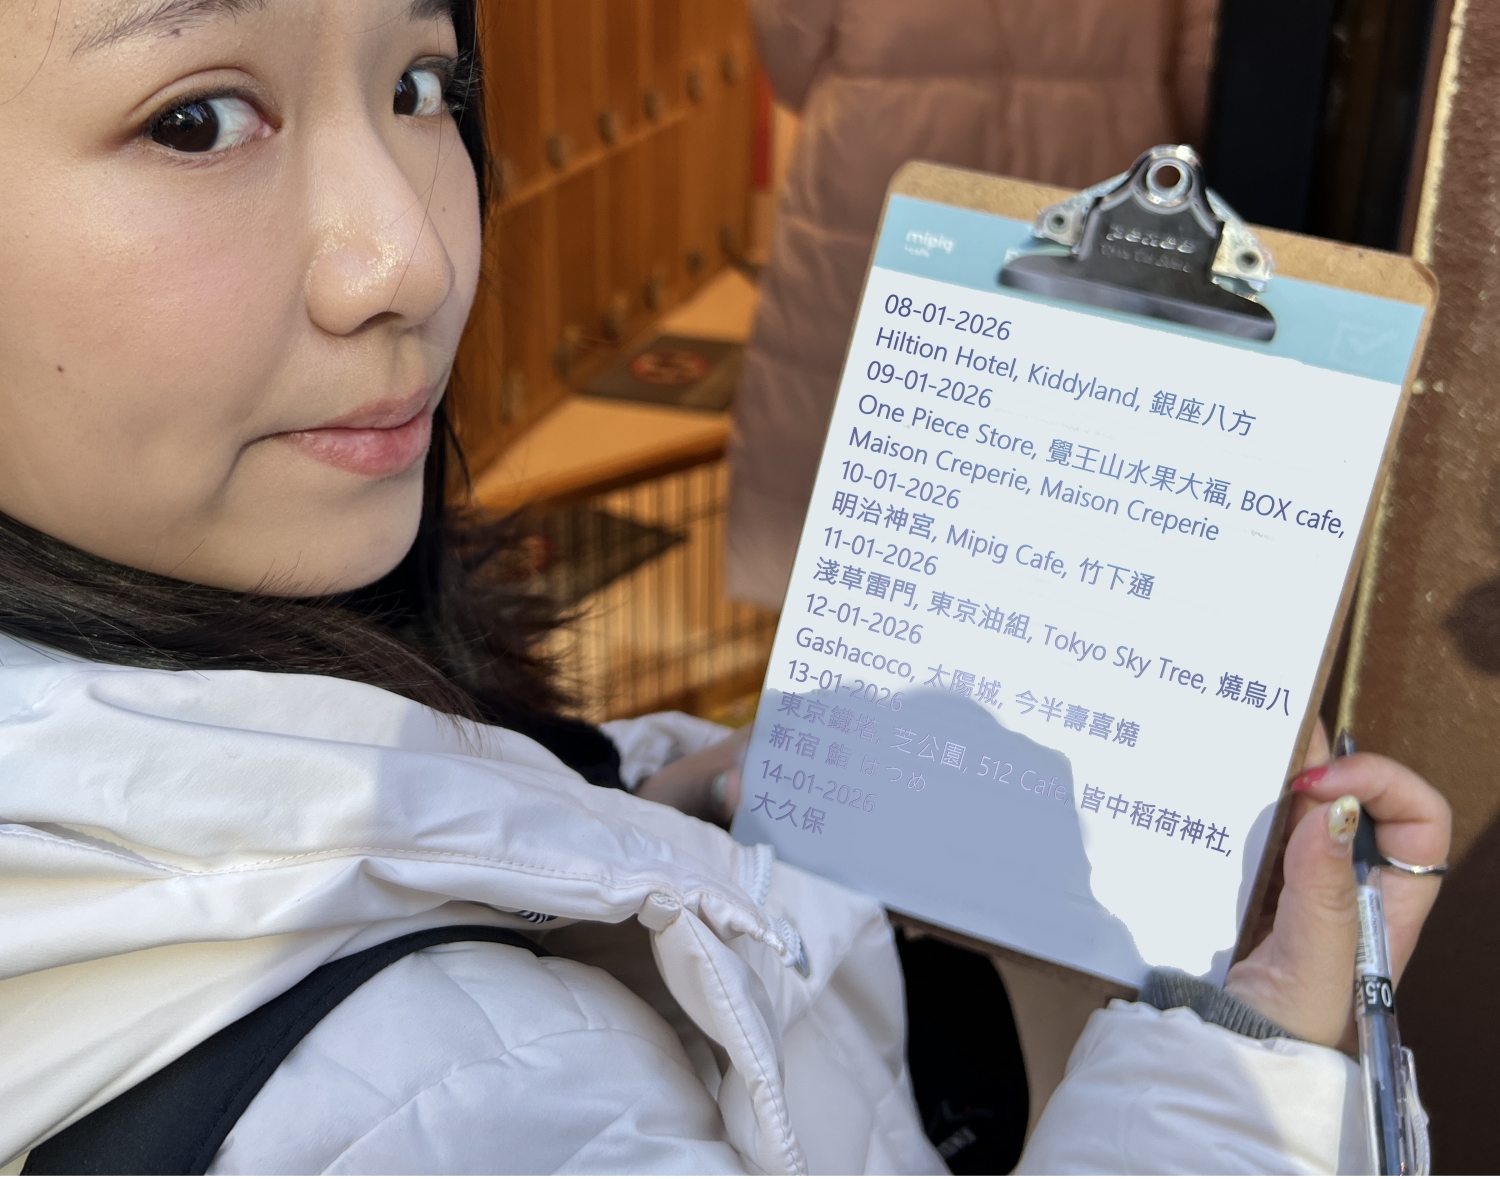 mipig
08-01-2026
Hiltion Hotel, Kiddyland, 銀座八方
09-01-2026
One Piece Store, 覺王山水果大福, BOX cafe,
Maison Creperie, Maison Creperie
10-01-2026
明治神宮, Mipig Cafe, 竹下通
11-01-2026
淺草雷門, 東京油組, Tokyo Sky Tree, 燒鳥八
12-01-2026
Gashacoco, 太陽城, 今半壽喜燒
13-01-2026
東京鐵塔, 芝公園, 512 Cafe, 皆中稻荷神社,
新宿 鮨 はつめ
14-01-2026
大久保
0.5